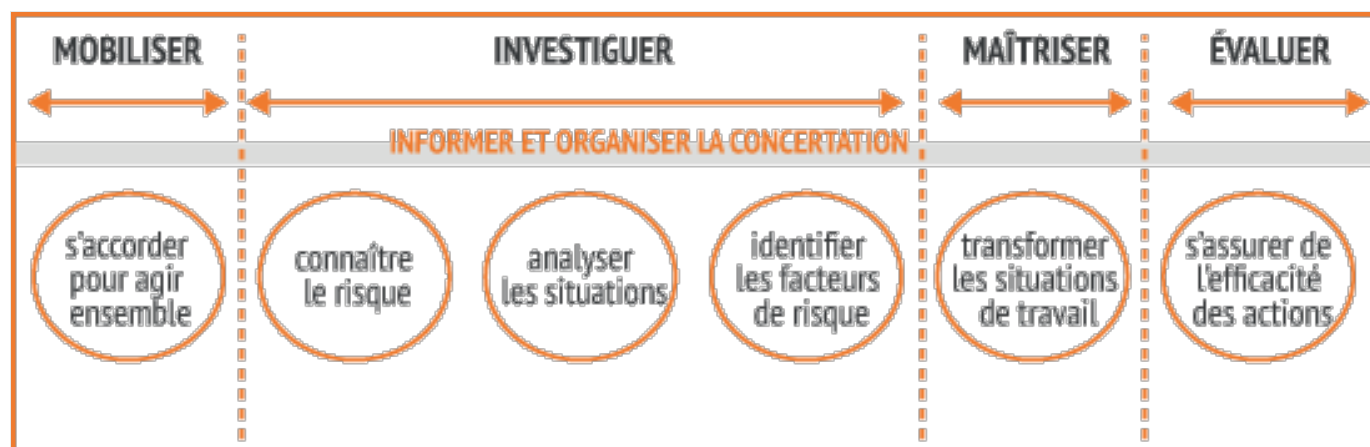 MOBILISER
INVESTIGUER
MAÎTRISER
ÉVALUER
INFORMER ET ORGANISER LA CONCERTATION
s'accorder
pour agir
ensemble
connaître
le risque
analyser
les situations
identifier
les facteurs
de risque
transformer
les situations
de travail
s'assurer de
l'efficacité
des actions